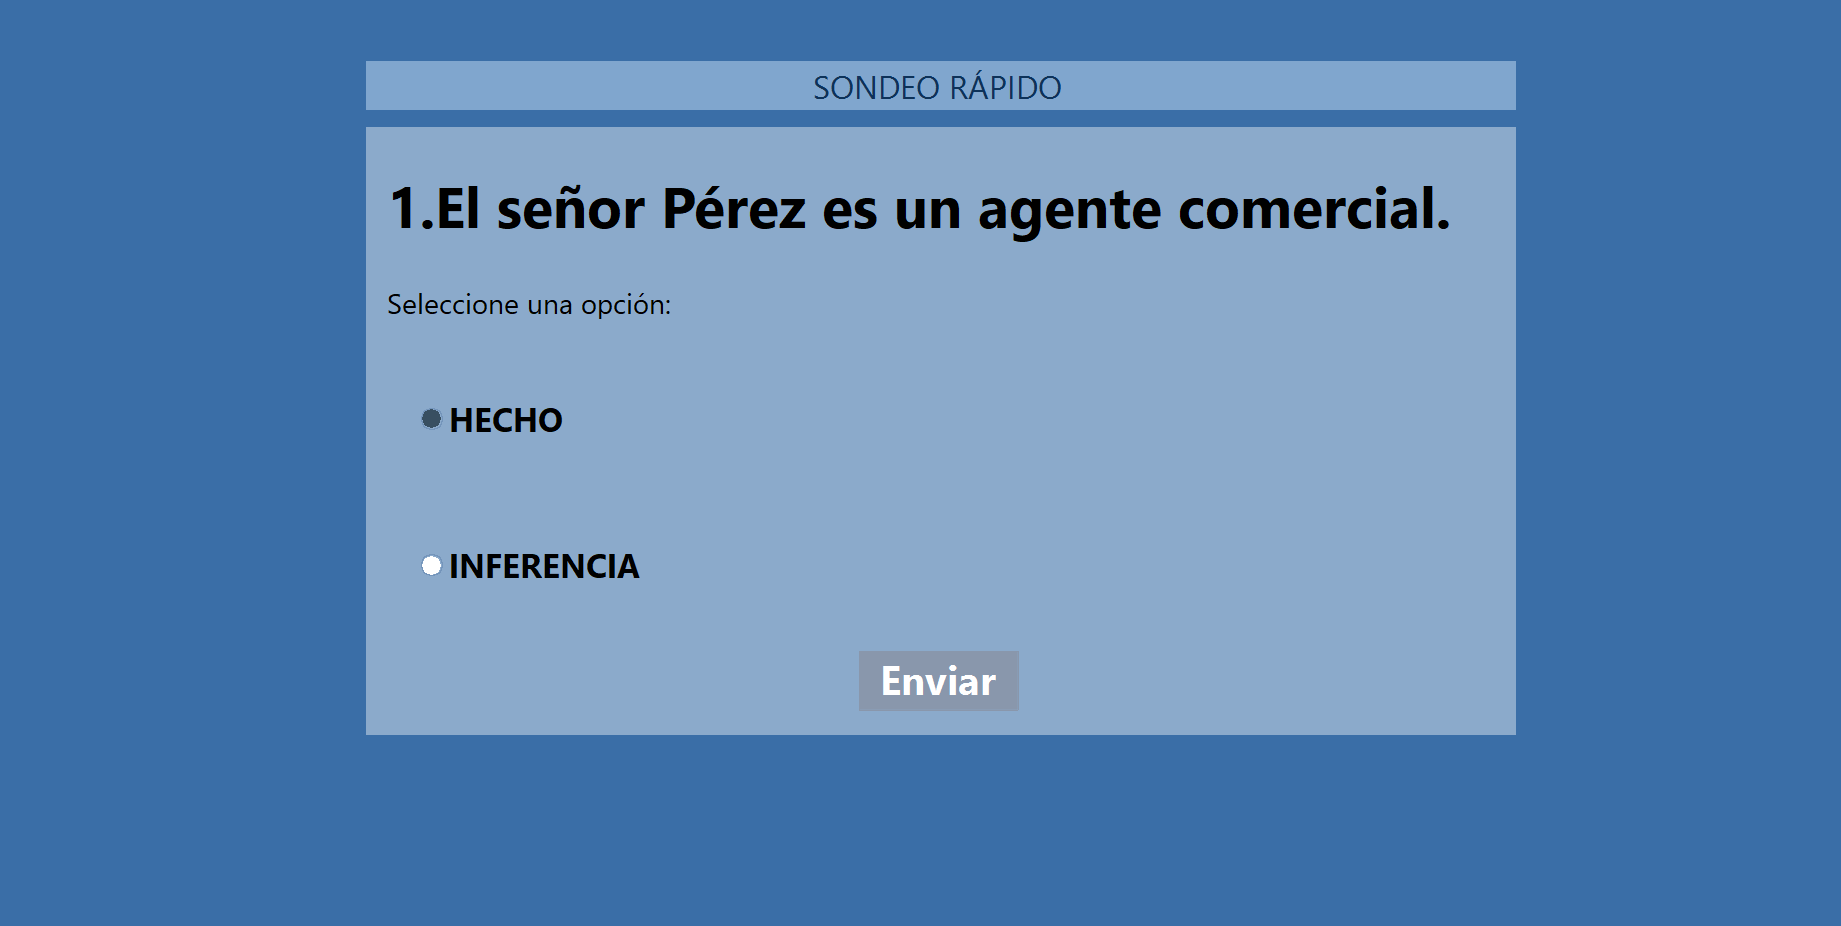 SONDEO RÁPIDO
1.El señor Pérez es un agente comercial.
Seleccione una opción:
HECHO
INFERENCIA
Enviar